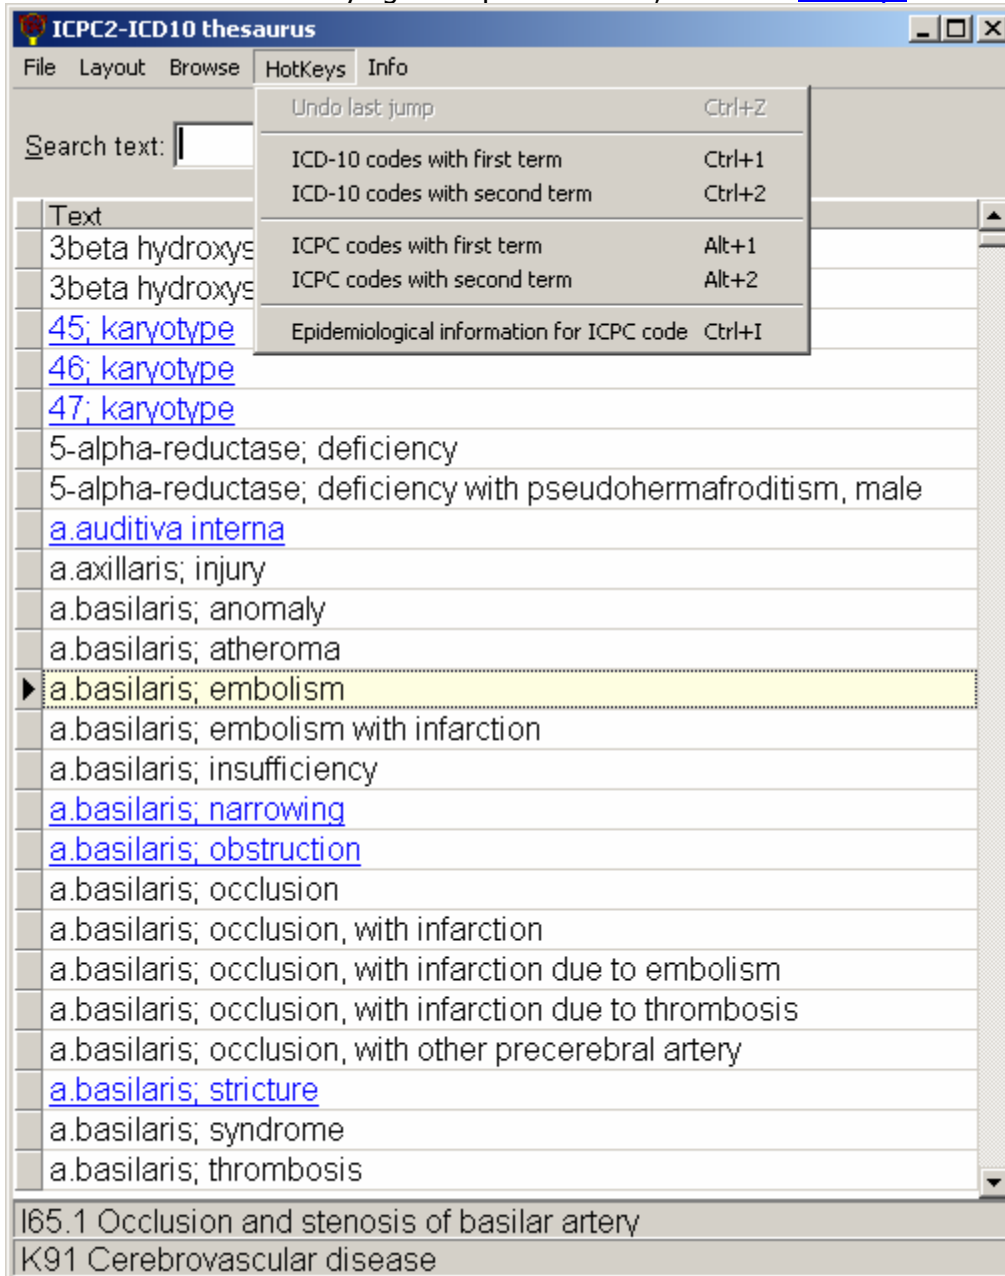 ICPC2-ICD10 thesaurus
File Layout Browse HotKeys Info
Undo last jump Ctrl+Z
Search text:
ICD-10 codes with first term Ctrl+1
ICD-10 codes with second term Ctrl+2
Text
ICPC codes with first term Alt+1
3beta hydroxys
ICPC codes with second term Alt+2
3beta hydroxys
Epidemiological information for ICPC code Ctrl+I
45; karyotype
46; karyotype
47; karyotype
5-alpha-reductase; deficiency
5-alpha-reductase; deficiency with pseudohermafroditism, male
a.auditiva interna
a.axillaris; injury
a.basilaris; anomaly
a.basilaris; atheroma
a.basilaris; embolism
a.basilaris; embolism with infarction
a.basilaris; insufficiency
a.basilaris; narrowing
a.basilaris; obstruction
a.basilaris; occlusion
a.basilaris; occlusion, with infarction
a.basilaris; occlusion, with infarction due to embolism
a.basilaris; occlusion, with infarction due to thrombosis
a.basilaris; occlusion, with other precerebral artery
a.basilaris; stricture
a.basilaris; syndrome
a.basilaris; thrombosis
I65.1 Occlusion and stenosis of basilar artery
K91 Cerebrovascular disease